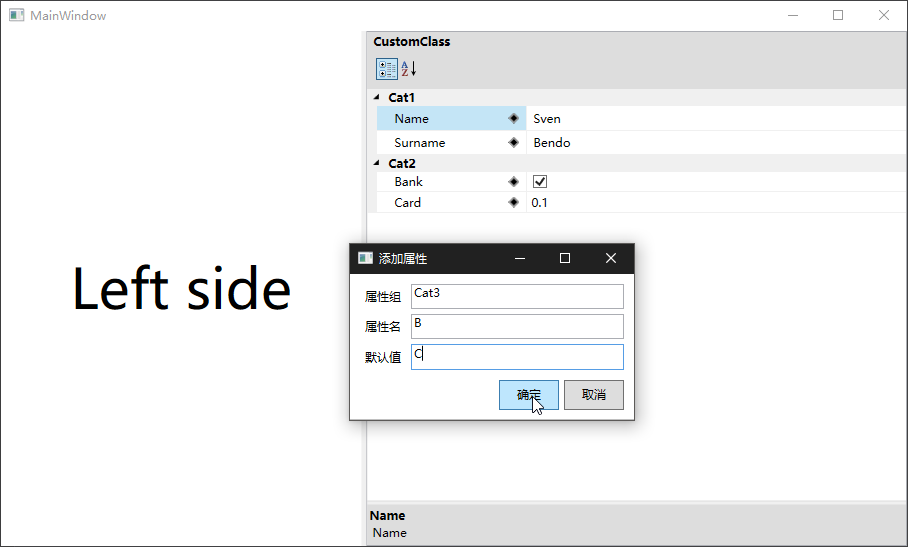 MainWindow
CustomClass
Cat1
Name Sven
Surname Bendo
Cat2
Bank
Card 0.1
Left side
添加属性
属性组 Cat3
属性名 B
默认值 C
确定 取消
Name
Name